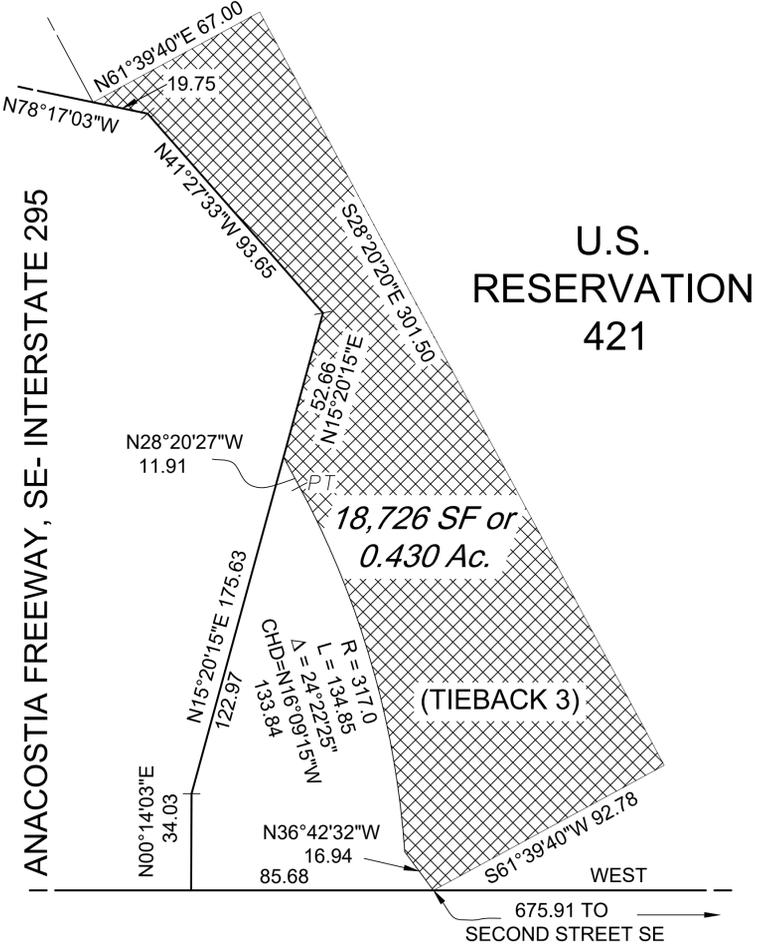 N61°39'40"E 67.00
19.75
N78°17'03"W
N41°27'33"W 93.65
S28°20'20"E 301.50
U.S.
RESERVATION
421
ANACOSTIA FREEWAY, SE- INTERSTATE 295
52.66
N15°20'15"E
N28°20'27"W
11.91
PT
18,726 SF or
0.430 Ac.
N15°20'15"E 175.63
122.97
R = 317.0
L = 134.85
Δ = 24°22'25"
CHD=N16°09'15"W
133.84
(TIEBACK 3)
N00°14'03"E
34.03
N36°42'32"W
16.94
85.68
S61°39'40"W 92.78
WEST
675.91 TO
SECOND STREET SE